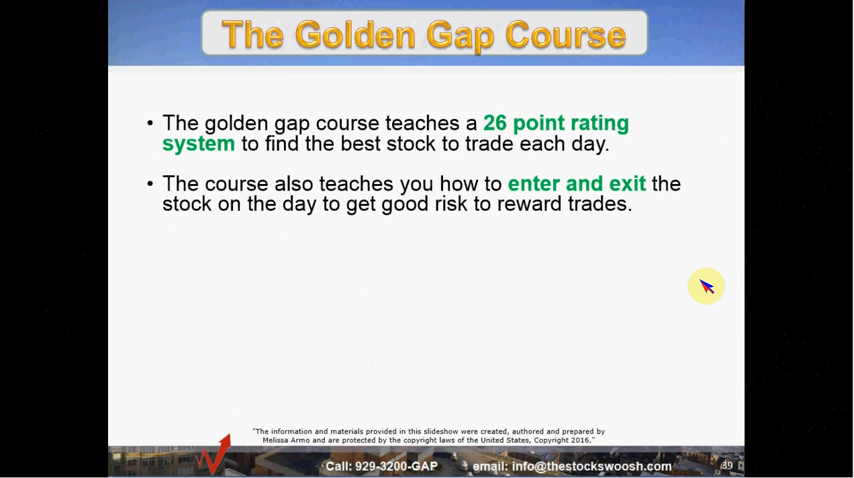 The Golden Gap Course
• The golden gap course teaches a 26 point rating
system to find the best stock to trade each day.
• The course also teaches you how to enter and exit the
stock on the day to get good risk to reward trades.
"The information and materials provided in this slideshow were created, authored and prepared by
Melissa Armo and are protected by the copyright laws of the United States, Copyright 2016."
Call: 929-3200-GAP email: info@thestockswoosh.com 39